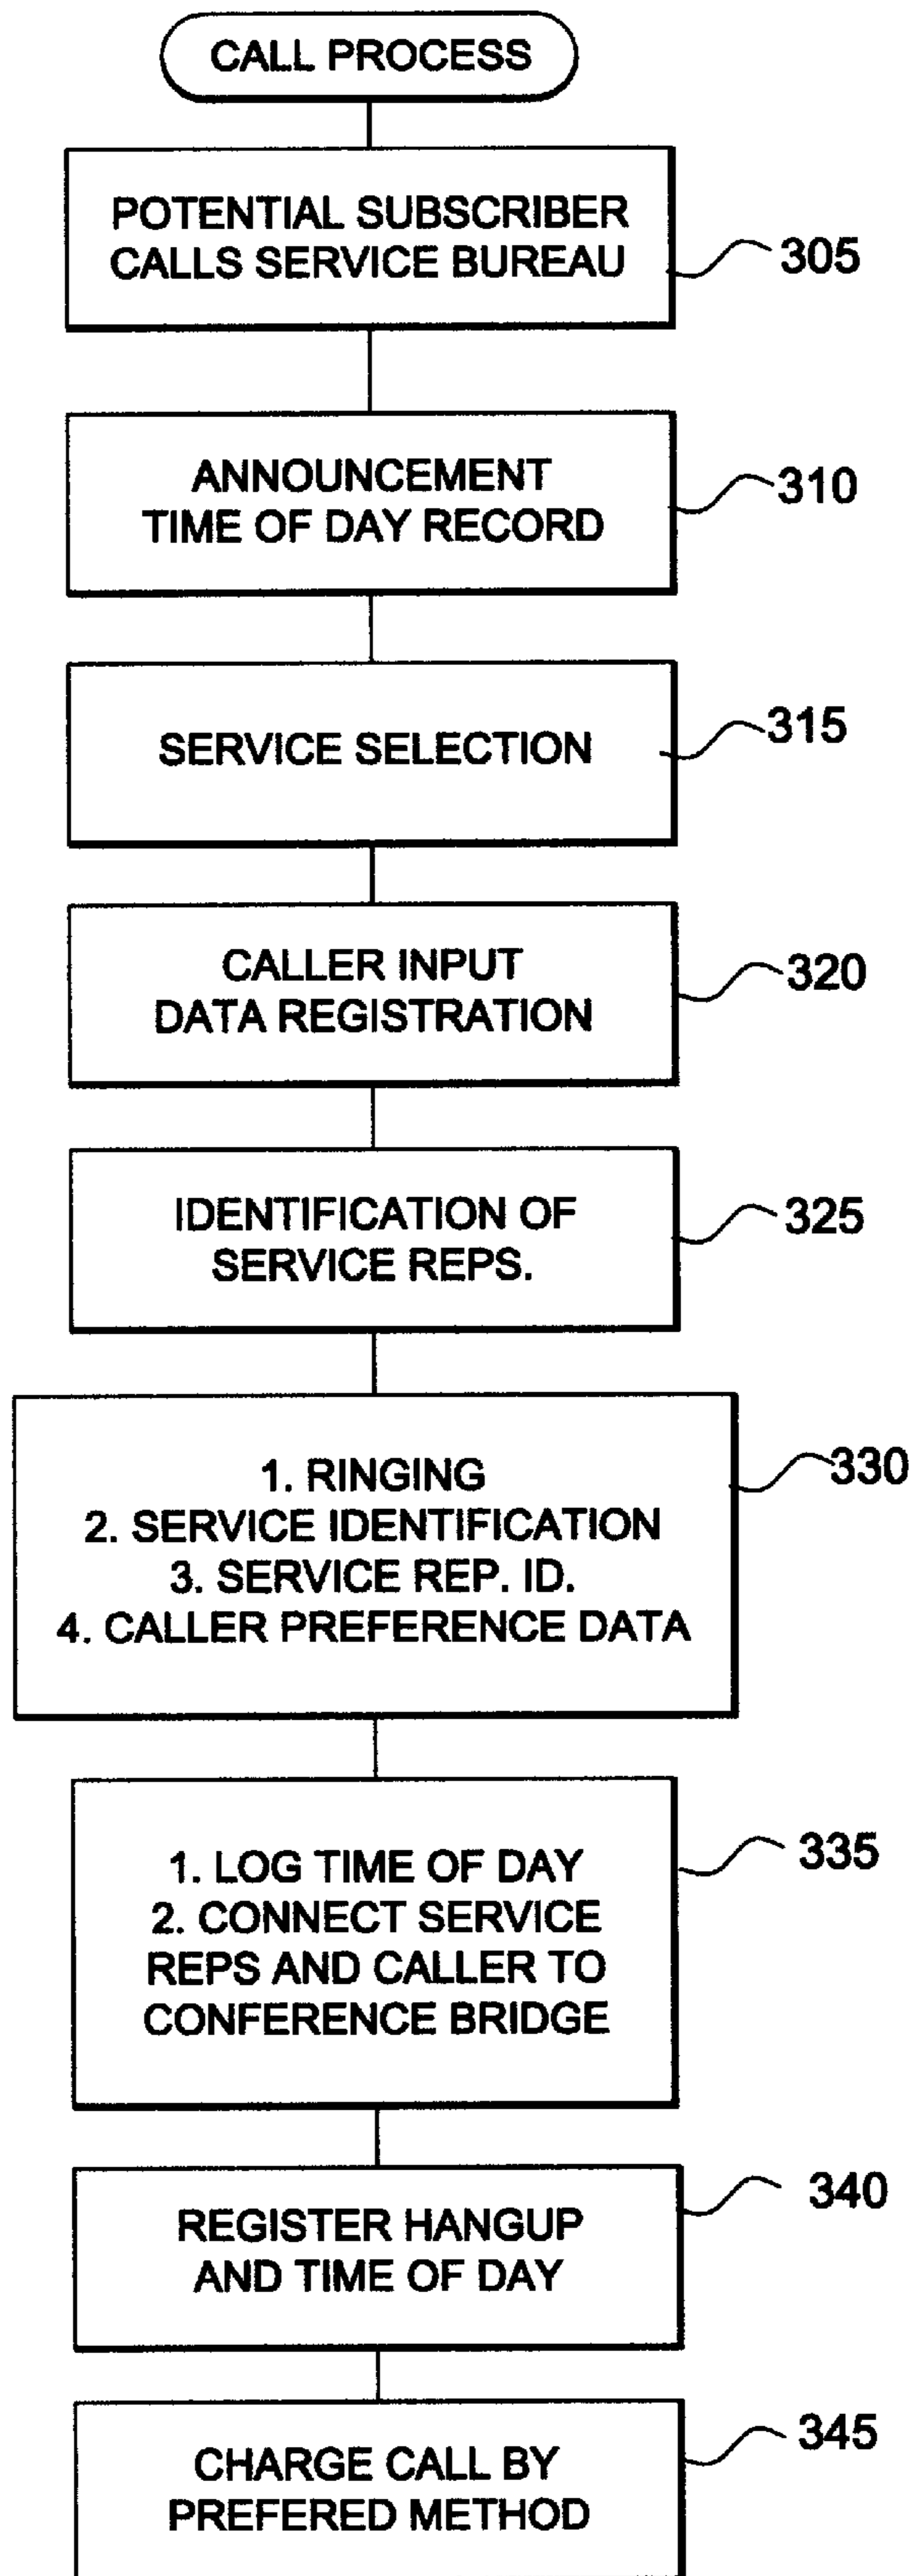 CALL PROCESS
POTENTIAL SUBSCRIBER
CALLS SERVICE BUREAU
305
ANNOUNCEMENT
TIME OF DAY RECORD
310
SERVICE SELECTION
315
CALLER INPUT
DATA REGISTRATION
320
IDENTIFICATION OF
SERVICE REPS.
325
1. RINGING
2. SERVICE IDENTIFICATION
3. SERVICE REP. ID.
4. CALLER PREFERENCE DATA
330
1. LOG TIME OF DAY
2. CONNECT SERVICE
REPS AND CALLER TO
CONFERENCE BRIDGE
335
REGISTER HANGUP
AND TIME OF DAY
340
CHARGE CALL BY
PREFERED METHOD
345